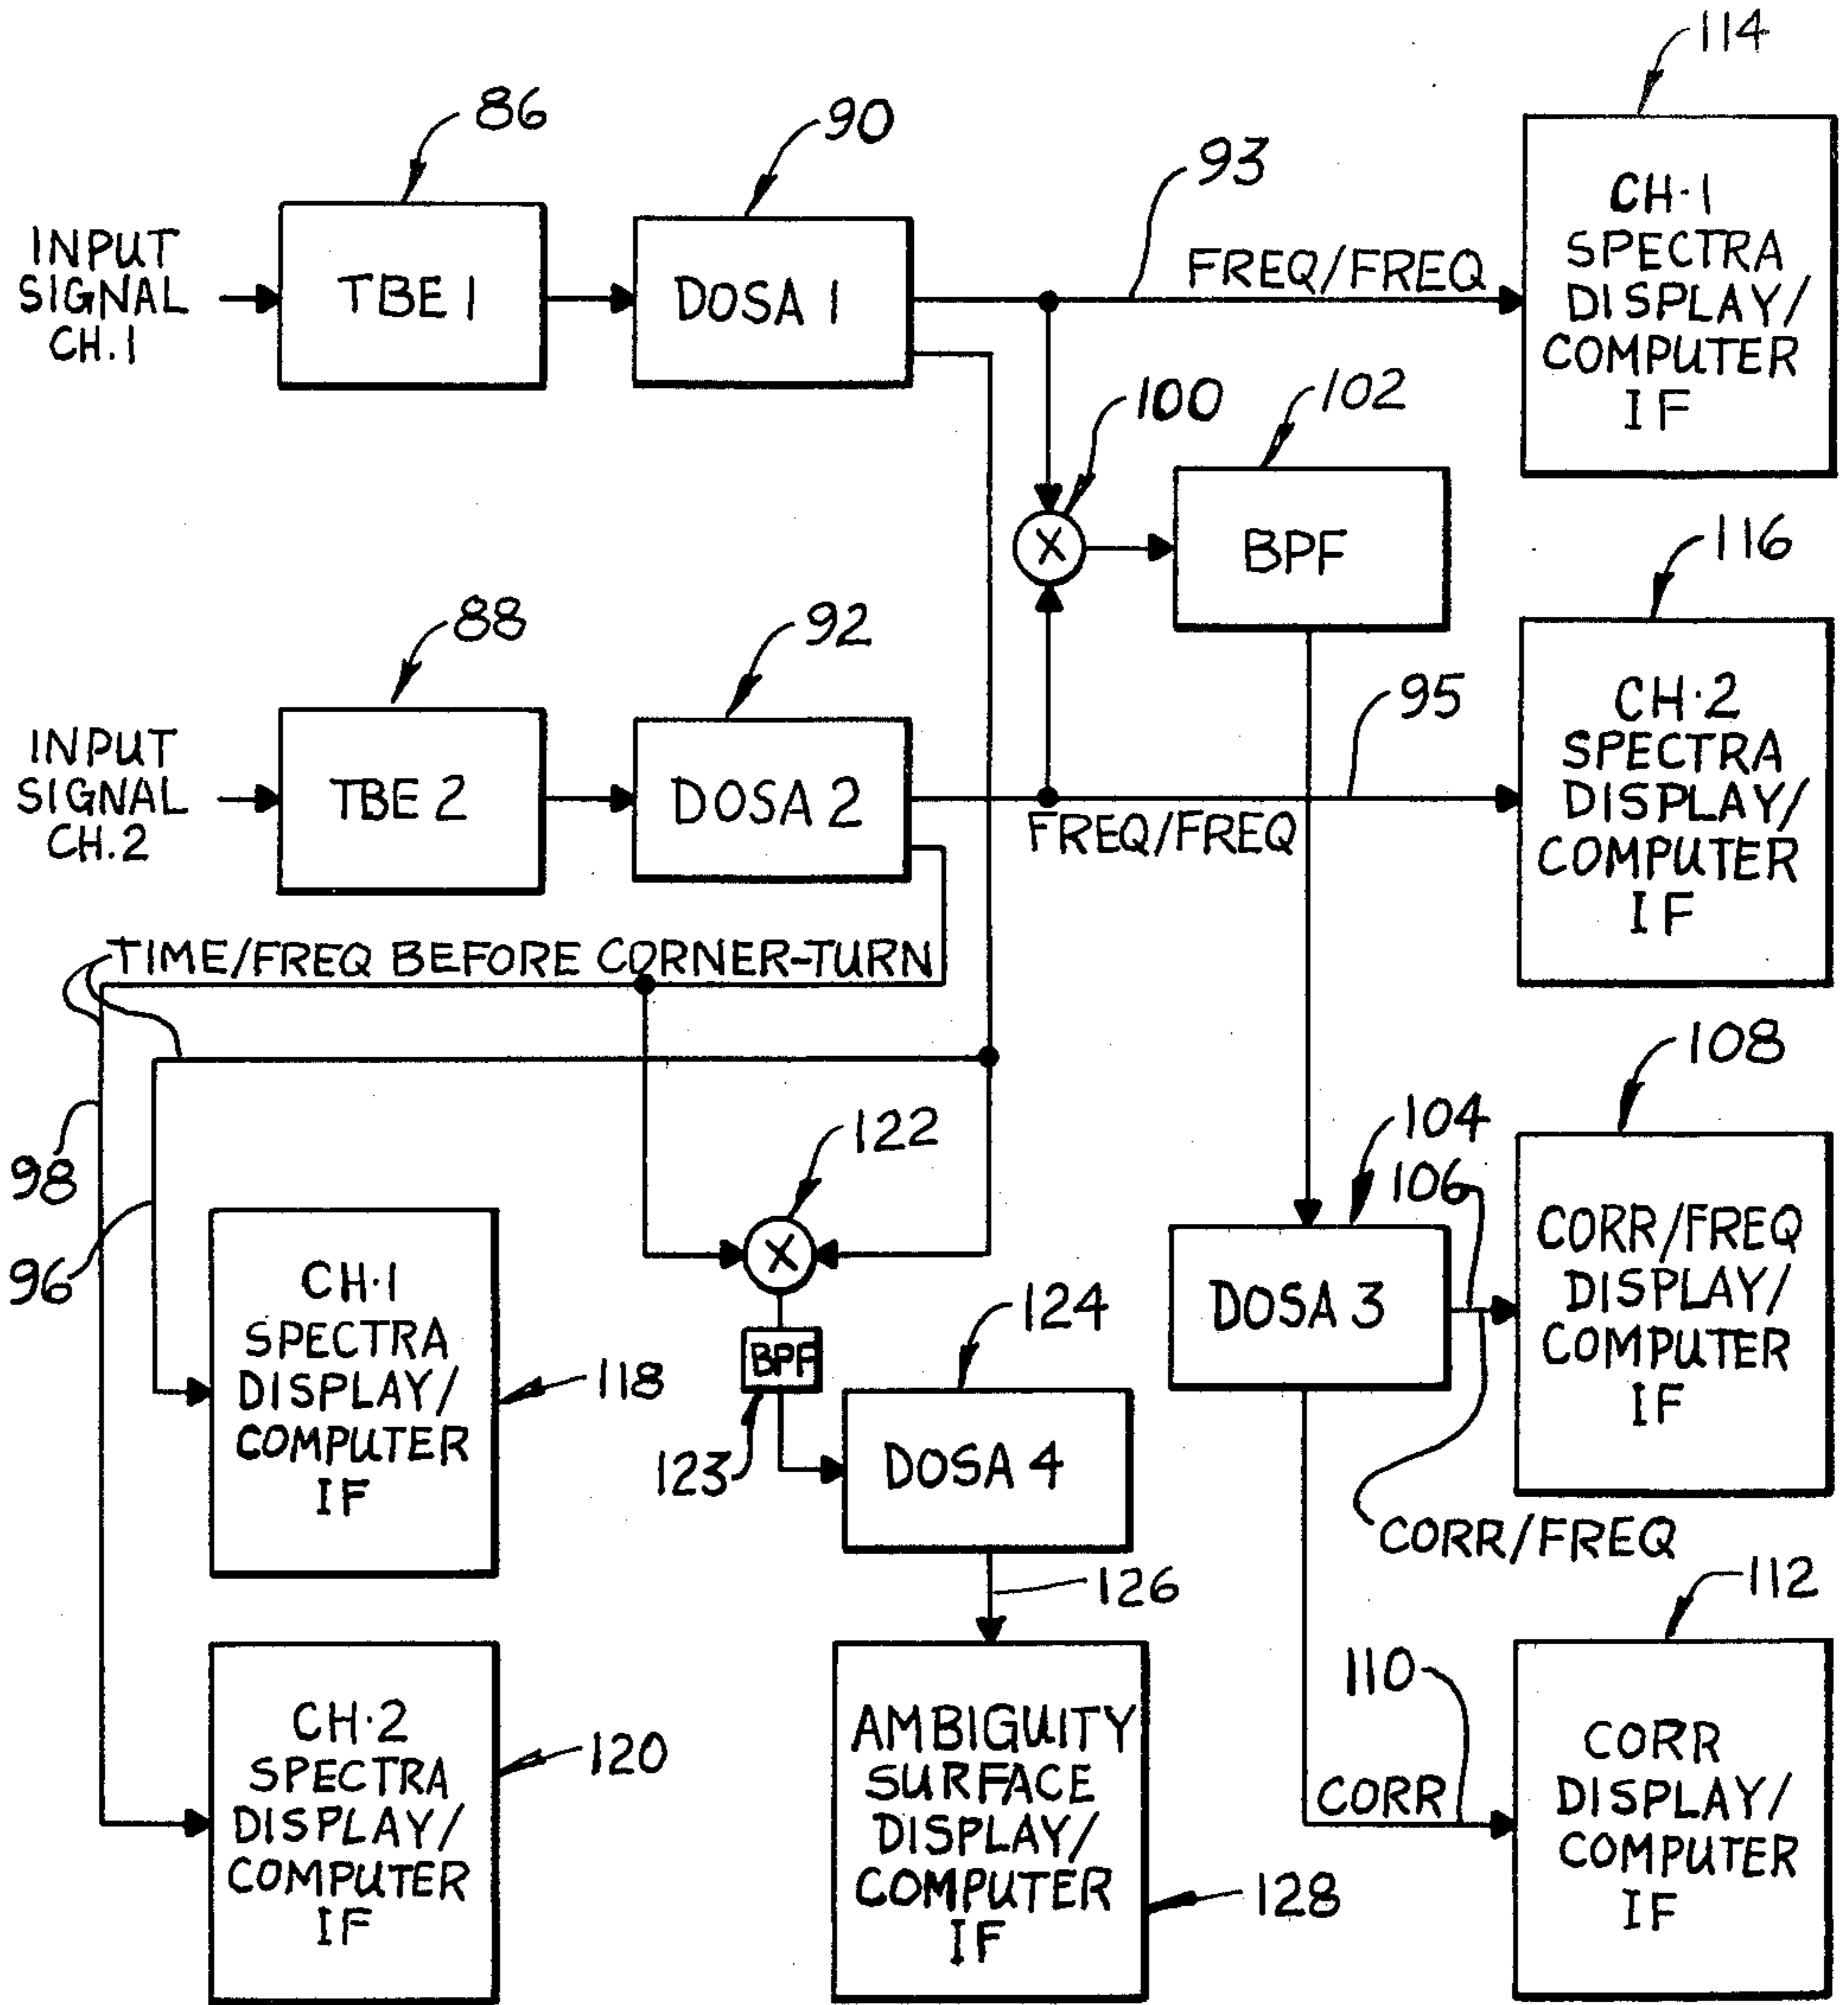 114
86
90
93
INPUT
SIGNAL
CH.1
TBE 1
DOSA 1
FREQ/FREQ
CH.1
SPECTRA
DISPLAY/
COMPUTER
IF
100
102
X
BPF
116
88
92
95
INPUT
SIGNAL
CH.2
TBE 2
DOSA 2
FREQ/FREQ
CH.2
SPECTRA
DISPLAY/
COMPUTER
IF
TIME/FREQ BEFORE CORNER-TURN
98
96
122
X
104
106
108
DOSA 3
CORR/FREQ
DISPLAY/
COMPUTER
IF
CH.1
SPECTRA
DISPLAY/
COMPUTER
IF
118
BPF
123
124
DOSA 4
CORR/FREQ
126
112
110
CORR
CORR
DISPLAY/
COMPUTER
IF
CH.2
SPECTRA
DISPLAY/
COMPUTER
IF
120
AMBIGUITY
SURFACE
DISPLAY/
COMPUTER
IF
128